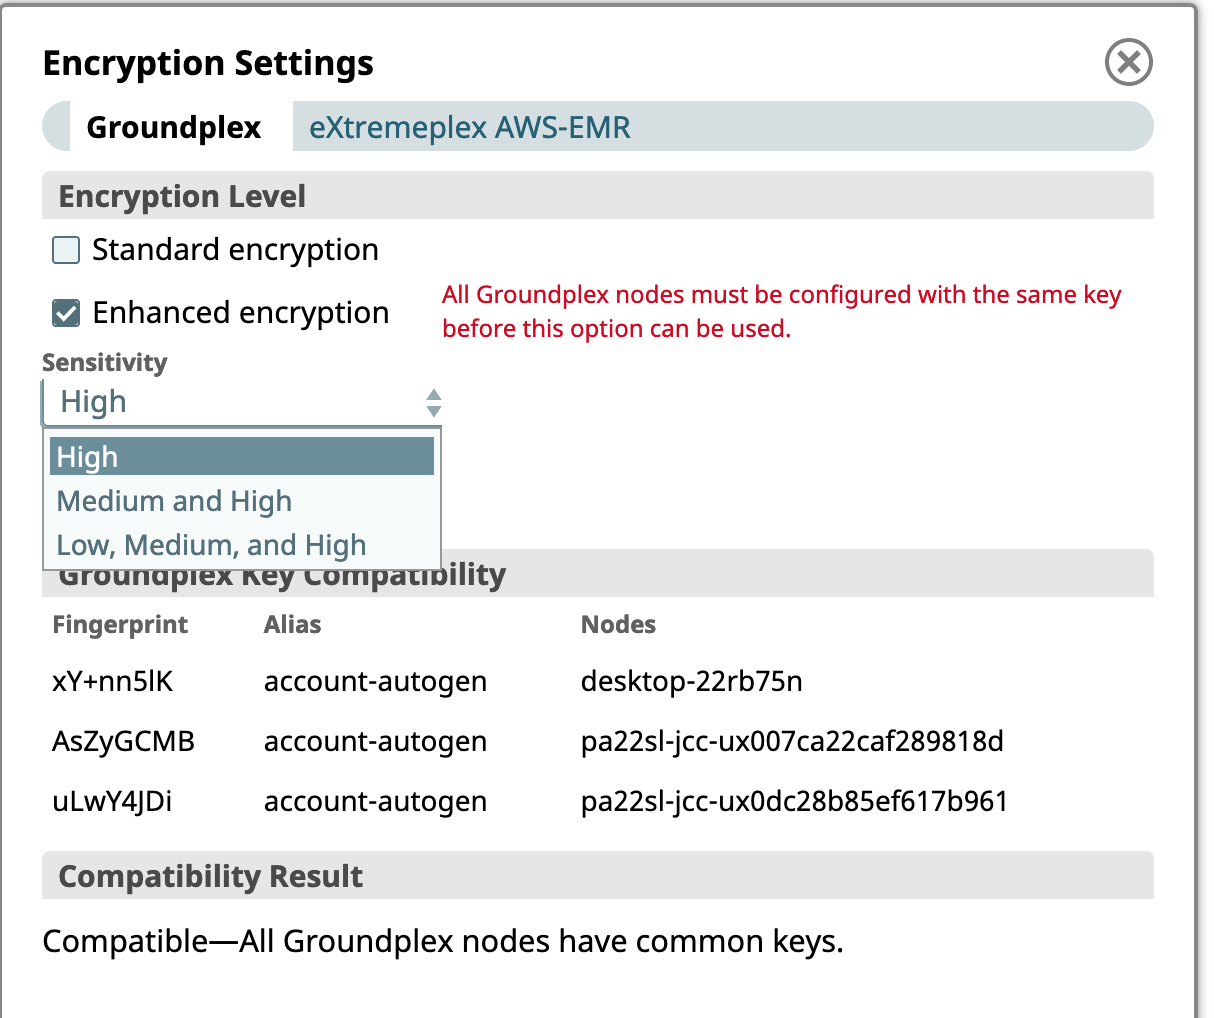 Encryption Settings
Groundplex
eXtremeplex AWS-EMR
Encryption Level
Standard encryption
Enhanced encryption
All Groundplex nodes must be configured with the same key
before this option can be used.
Sensitivity
High
High
Medium and High
Low, Medium, and High
Groundplex Key Compatibility
Fingerprint Alias Nodes
xY+nn5lK account-autogen desktop-22rb75n
AsZyGCMB account-autogen pa22sl-jcc-ux007ca22caf289818d
uLwY4JDi account-autogen pa22sl-jcc-ux0dc28b85ef617b961
Compatibility Result
Compatible—All Groundplex nodes have common keys.